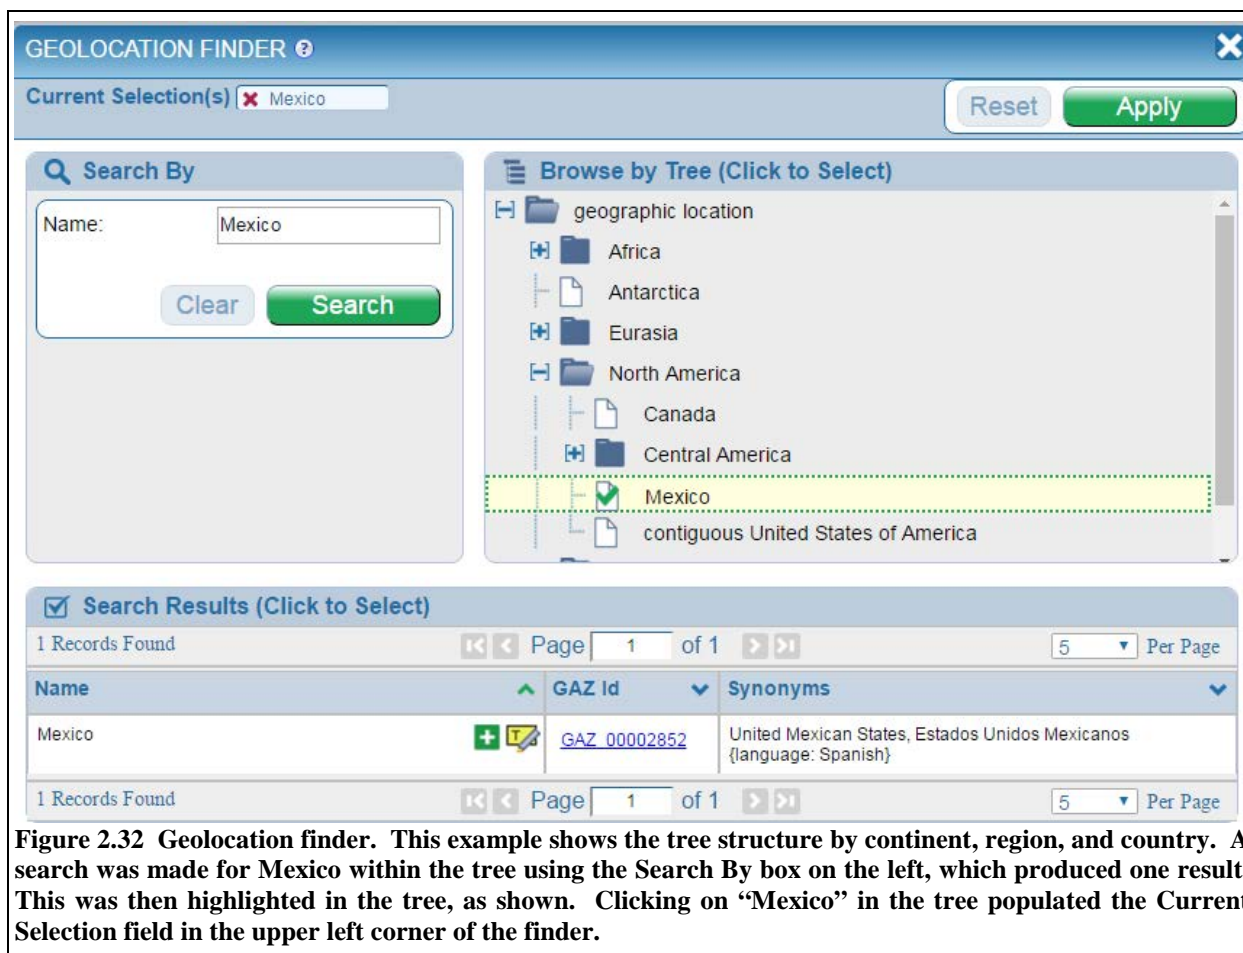 GEOLOCATION FINDER ?
Current Selection(s) Mexico
Reset Apply
Search By
Name: Mexico
Clear Search
Browse by Tree (Click to Select)
geographic location
Africa
Antarctica
Eurasia
North America
Canada
Central America
Mexico
contiguous United States of America
Search Results (Click to Select)
1 Records Found Page 1 of 1 5 Per Page
Name GAZ Id Synonyms
Mexico T GAZ_00002852 United Mexican States, Estados Unidos Mexicanos
{language: Spanish}
1 Records Found Page 1 of 1 5 Per Page
Figure 2.32 Geolocation finder. This example shows the tree structure by continent, region, and country. A
search was made for Mexico within the tree using the Search By box on the left, which produced one result
This was then highlighted in the tree, as shown. Clicking on “Mexico” in the tree populated the Current
Selection field in the upper left corner of the finder.